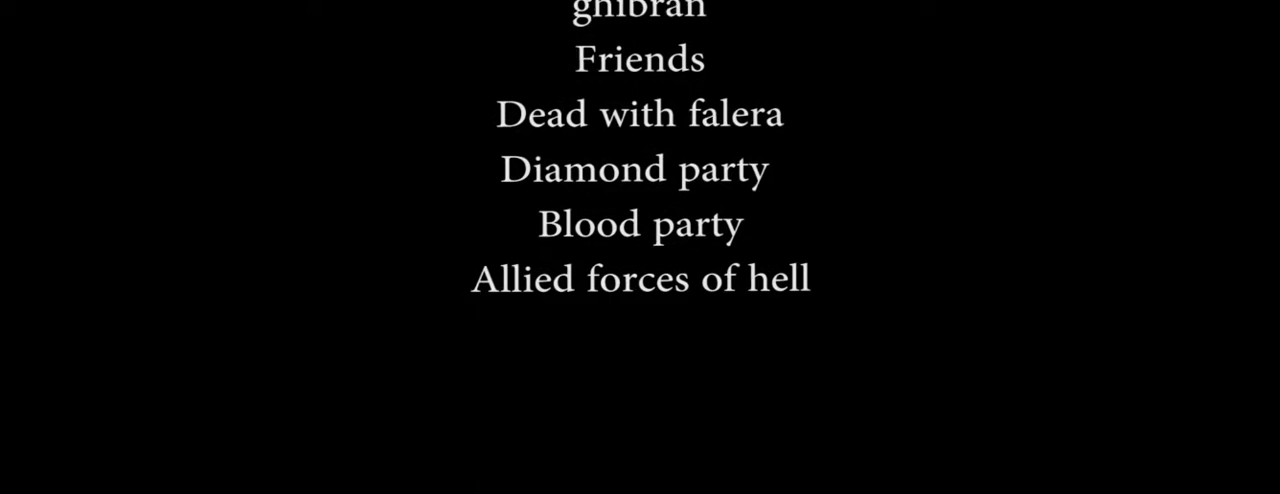 ghibran
Friends
Dead with falera
Diamond party
Blood party
Allied forces of hell